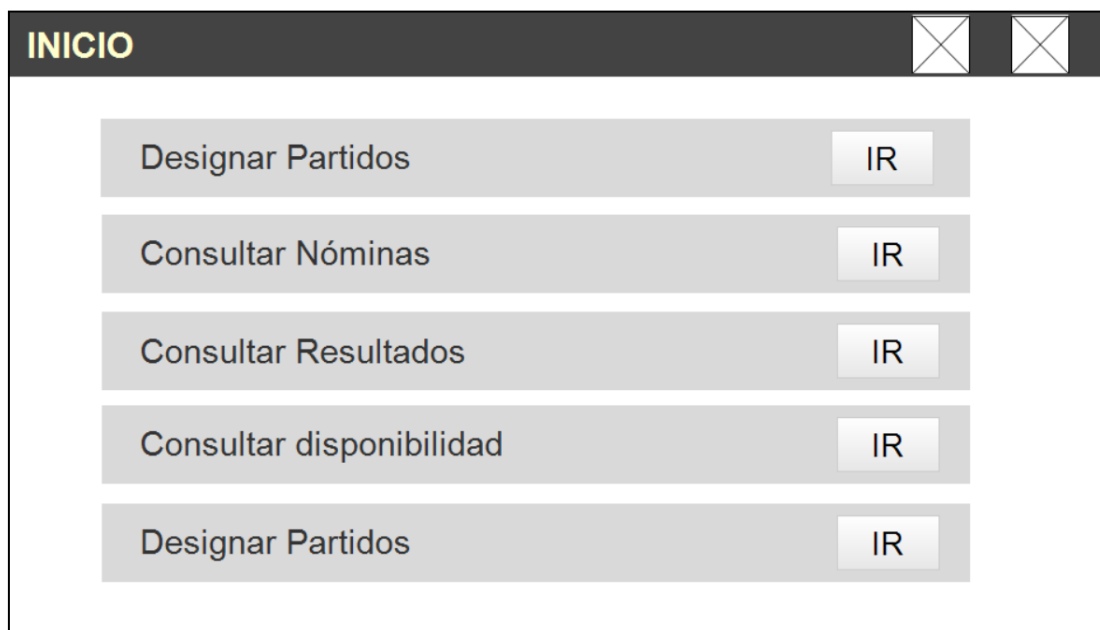 INICIO
Designar Partidos IR
Consultar Nóminas IR
Consultar Resultados IR
Consultar disponibilidad IR
Designar Partidos IR